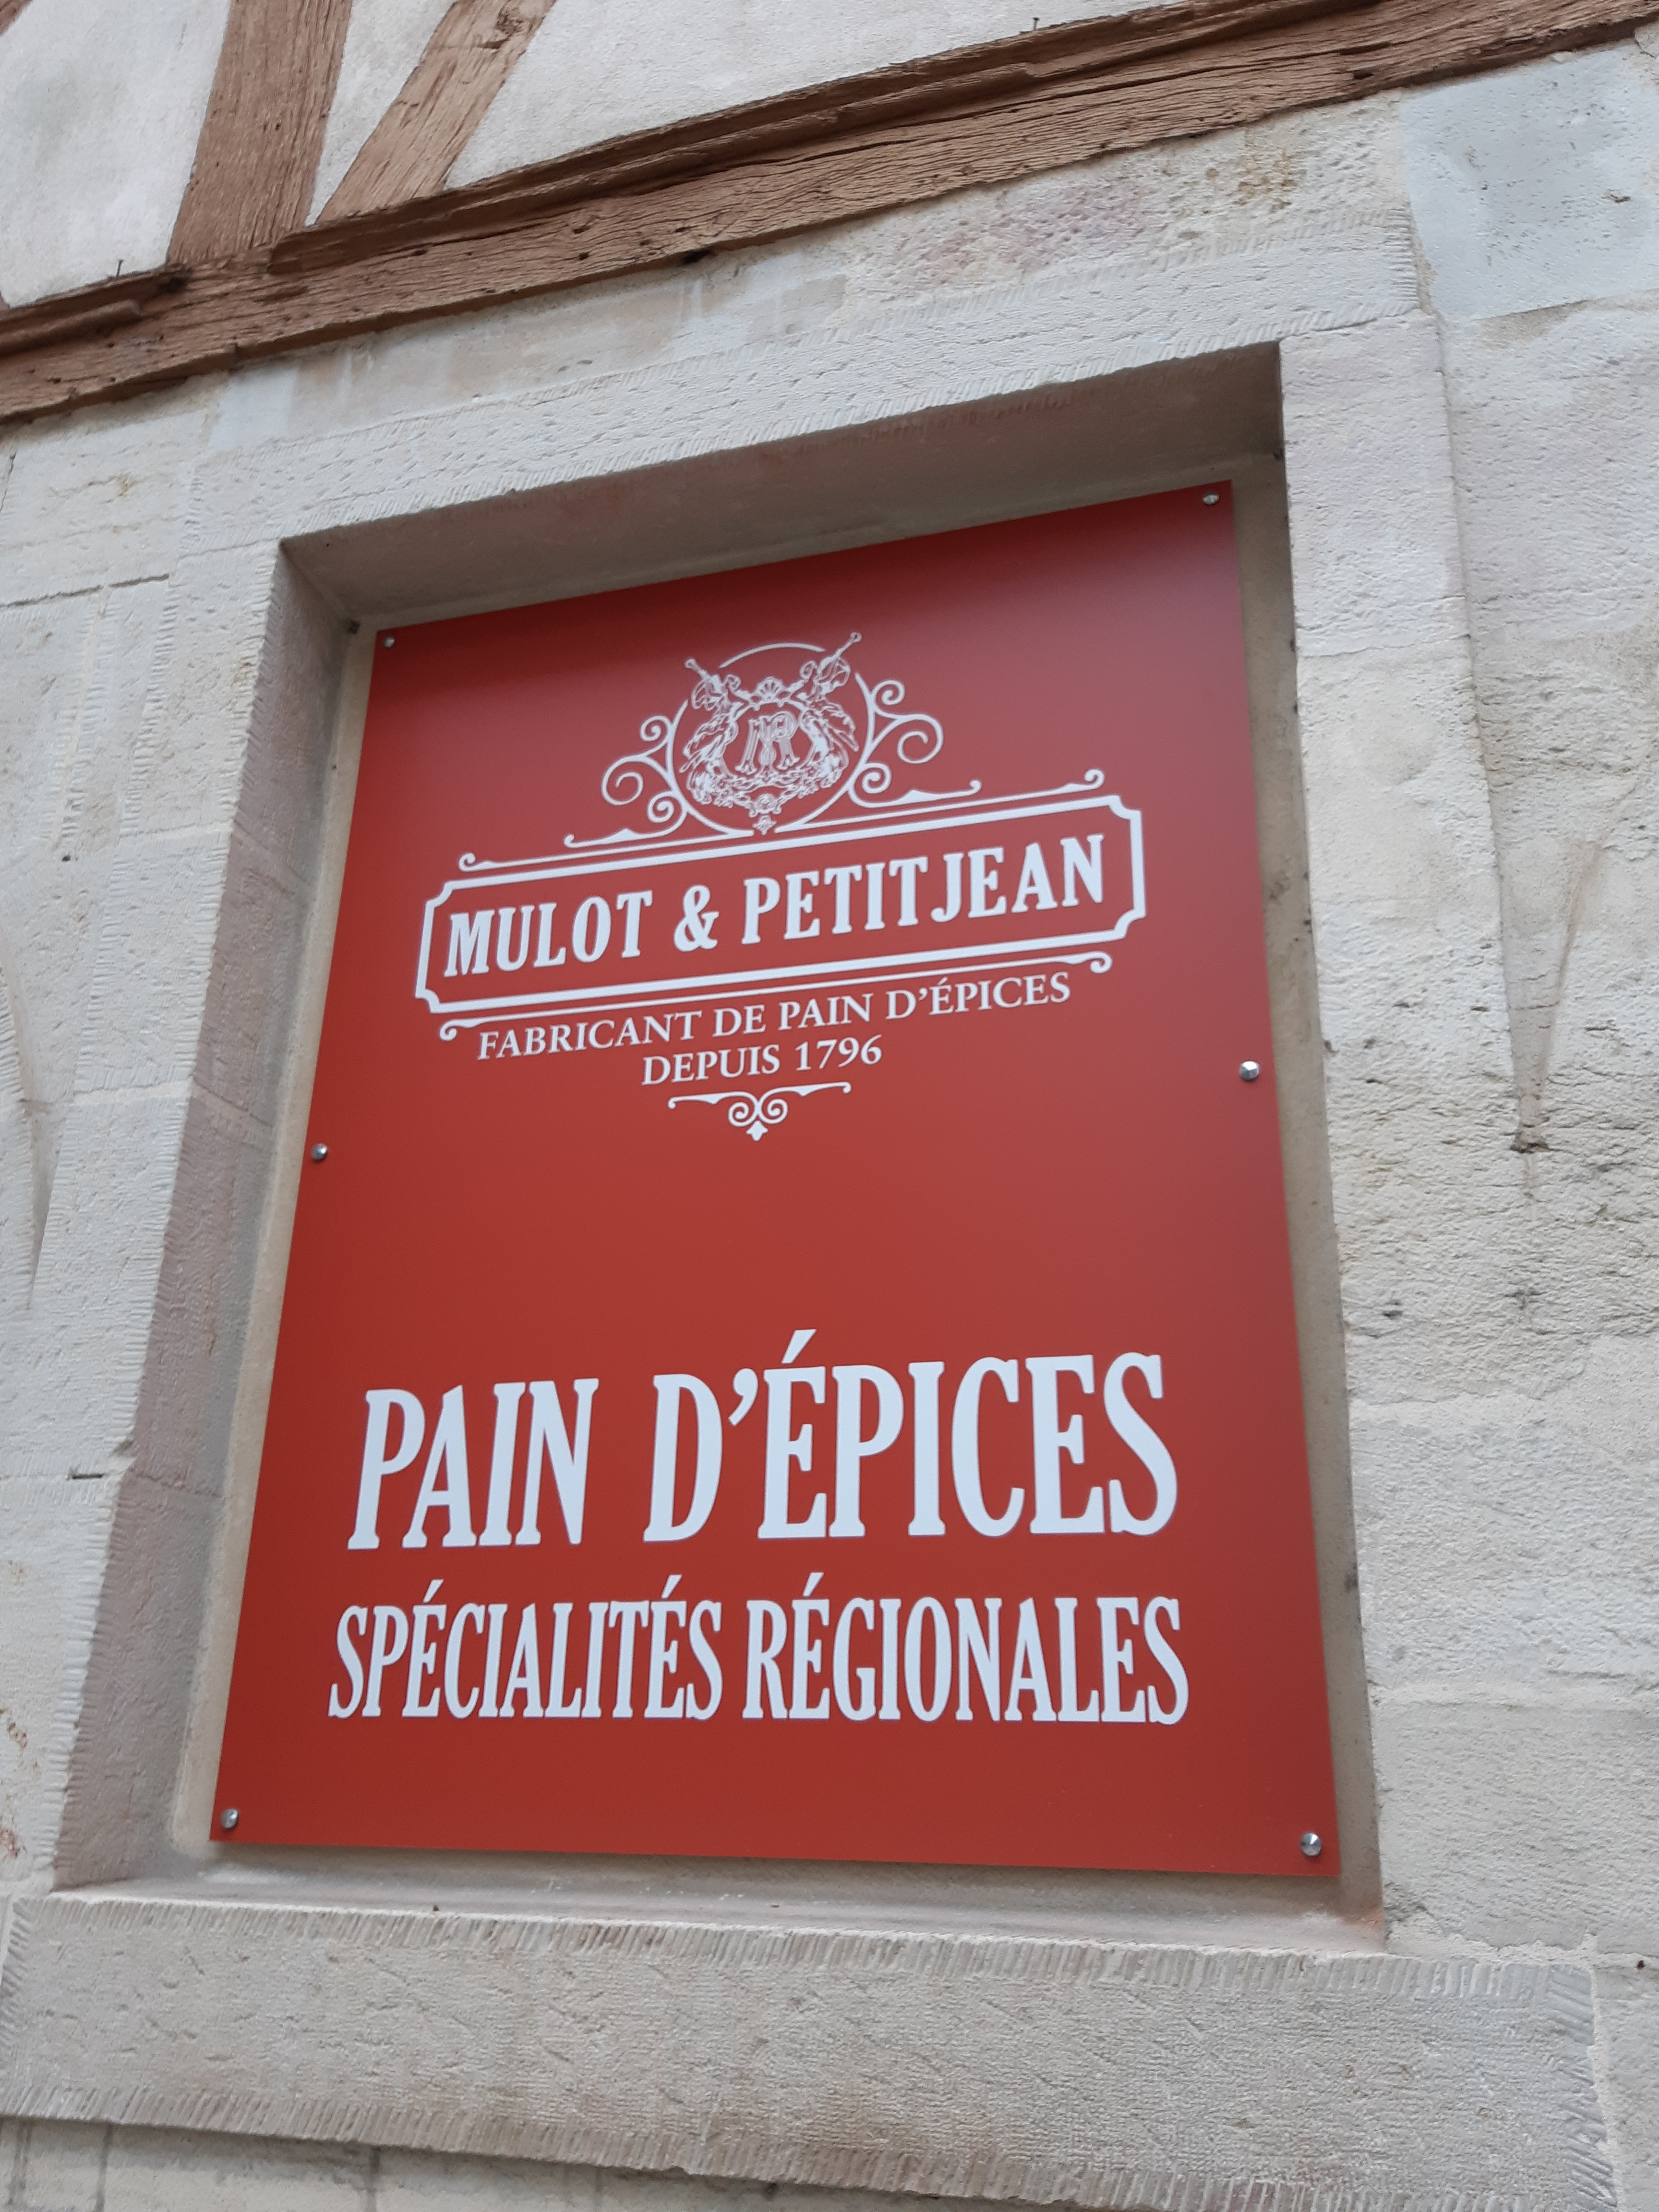 MULOT & PETITJEAN
FABRICANT DE PAIN D'ÉPICES
DEPUIS 1796
PAIN D'ÉPICES
SPÉCIALITÉS RÉGIONALES